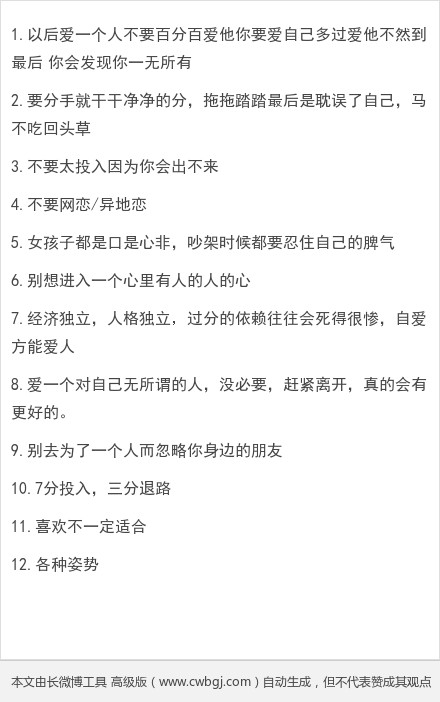 1.以后爱一个人不要百分百爱他你要爱自己多过爱他不然到
最后 你会发现你一无所有
2.要分手就干干净净的分，拖拖踏踏最后是耽误了自己，马
不吃回头草
3.不要太投入因为你会出不来
4.不要网恋/异地恋
5.女孩子都是口是心非，吵架时候都要忍住自己的脾气
6.别想进入一个心里有人的人的心
7.经济独立，人格独立．过分的依赖往往会死得很惨，自爱
方能爱人
8.爱一个对自己无所谓的人，没必要，赶紧离开，真的会有
更好的。
9.别去为了一个人而忽略你身边的朋友
10.7分投入，三分退路
11.喜欢不一定适合
12.各种姿势
本文由长微博工具 高级版（www.cwbgj.com）自动生成，但不代表赞成其观点